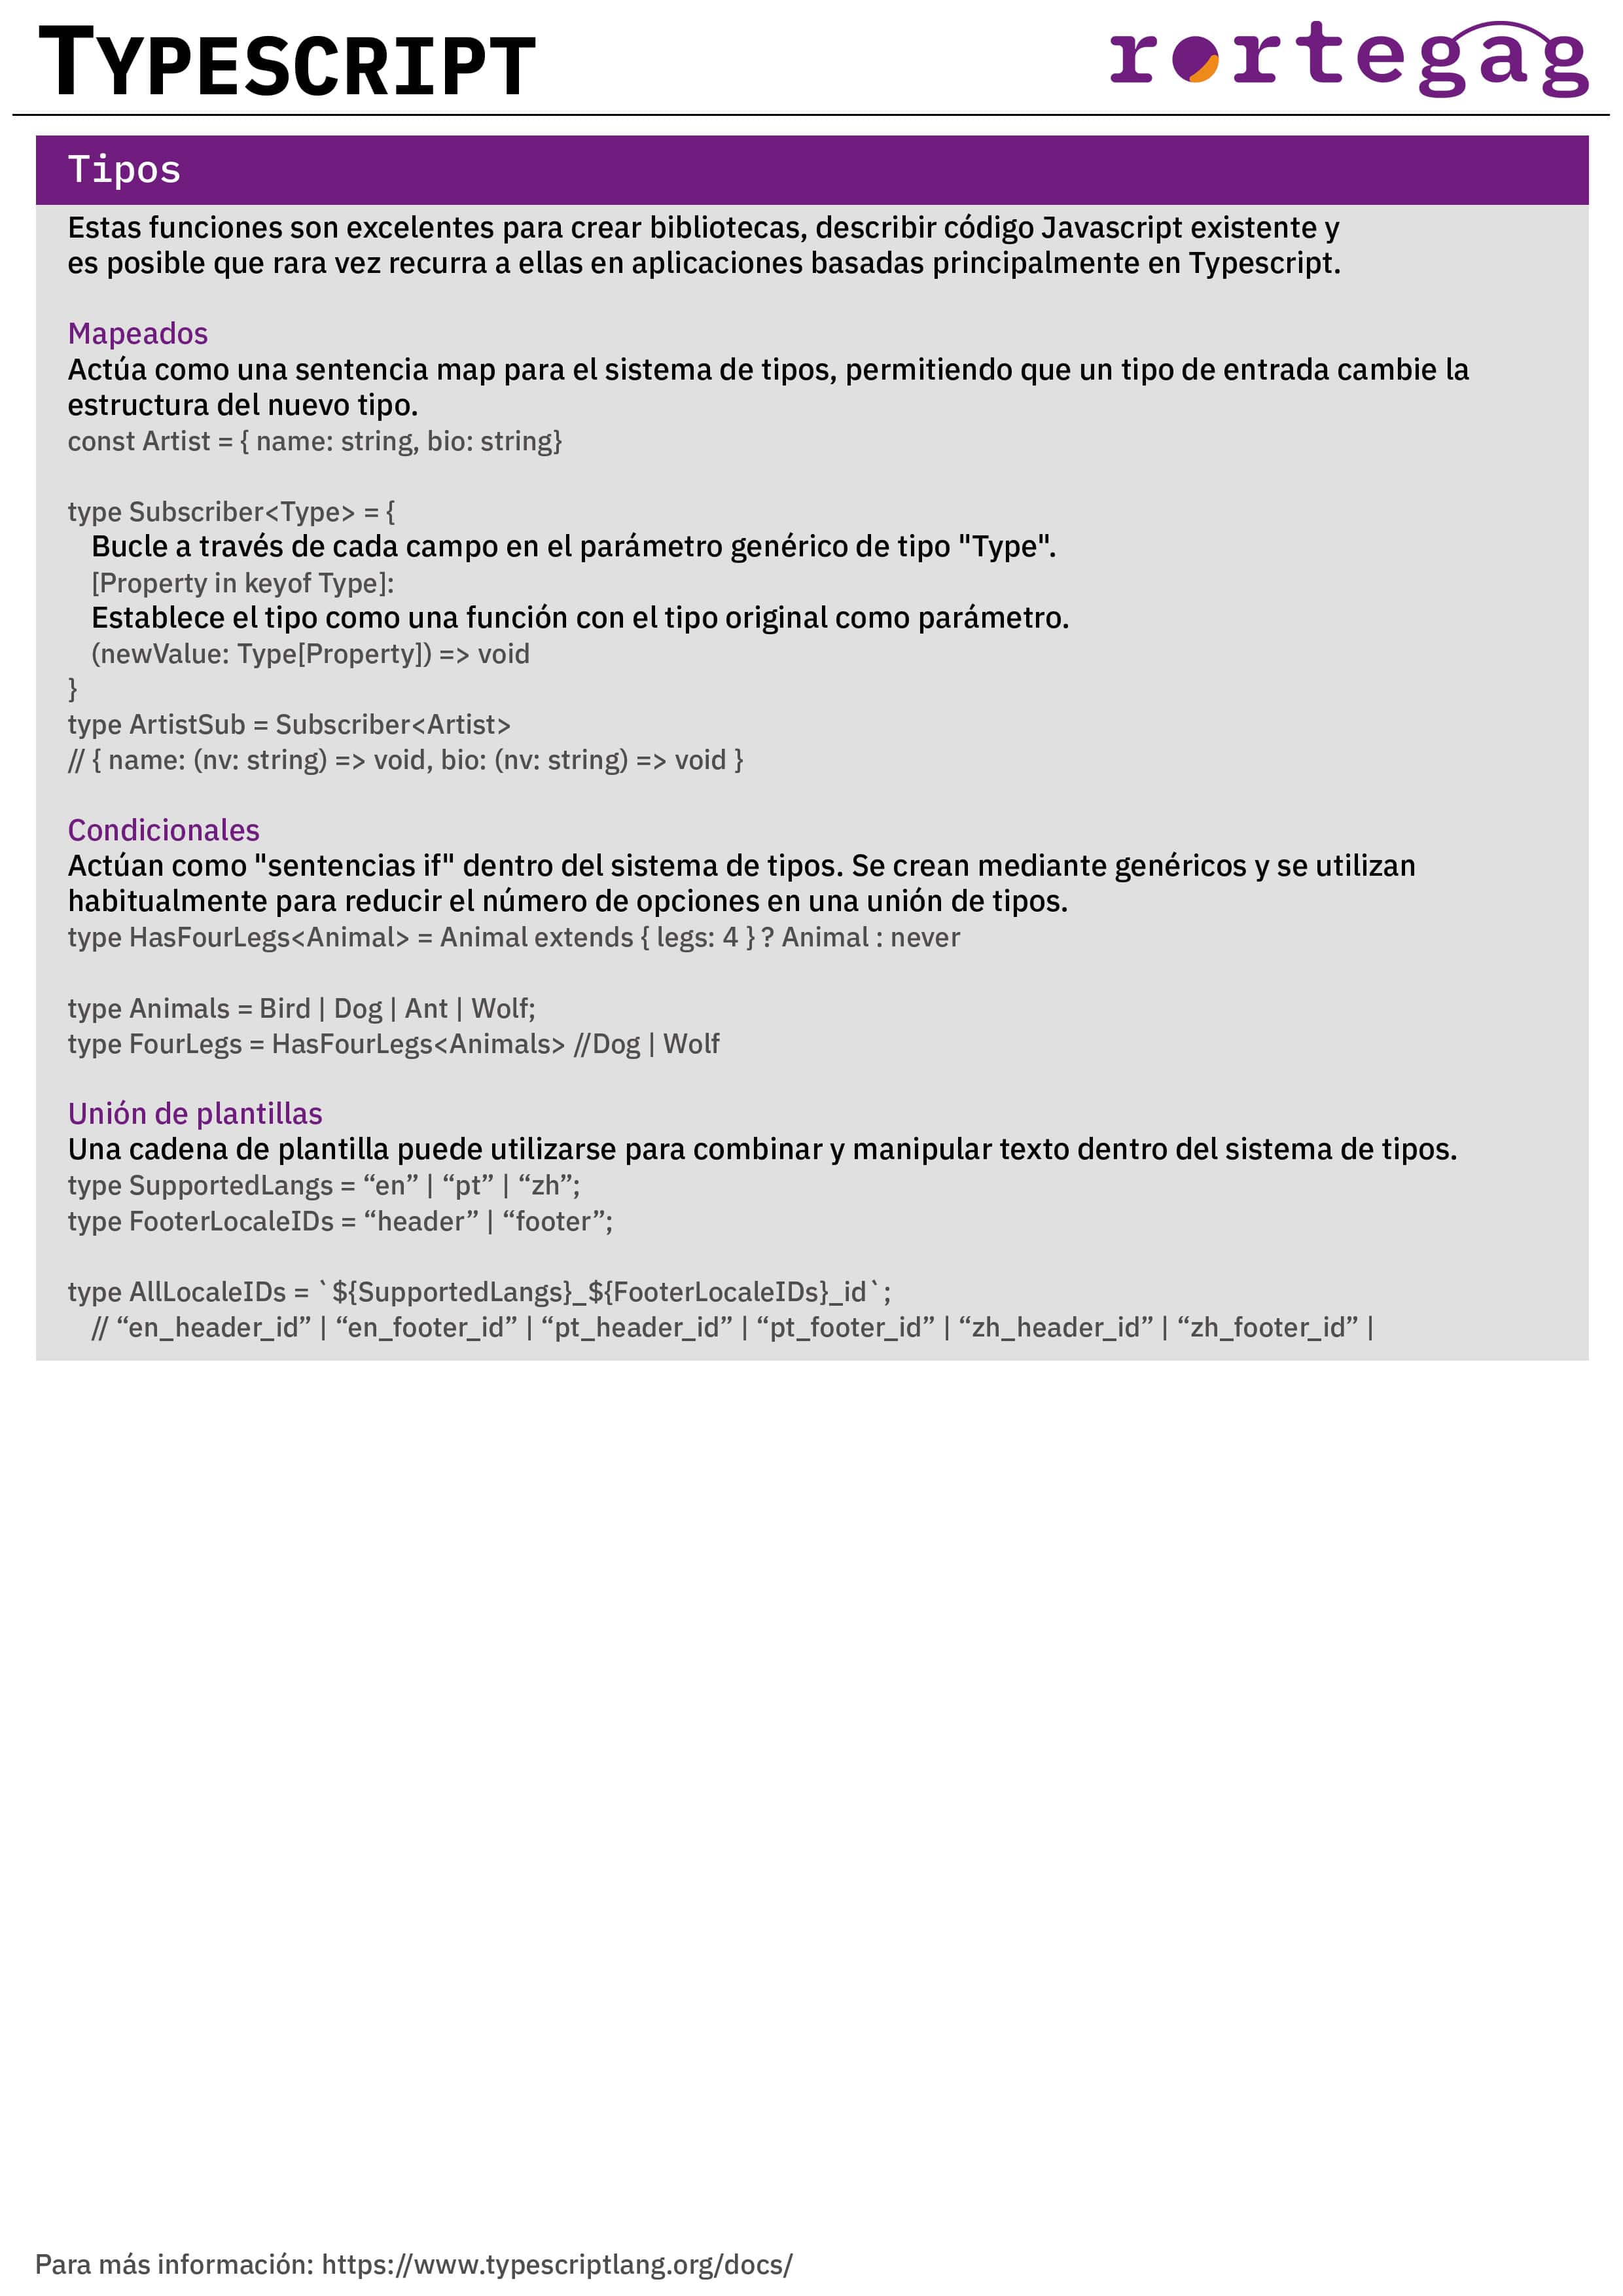 TYPESCRIPT
rortegag
Tipos
Estas funciones son excelentes para crear bibliotecas, describir código Javascript existente y
es posible que rara vez recurra a ellas en aplicaciones basadas principalmente en Typescript.
Mapeados
Actúa como una sentencia map para el sistema de tipos, permitiendo que un tipo de entrada cambie la
estructura del nuevo tipo.
const Artist = { name: string, bio: string}
type Subscriber<Type> = {
Bucle a través de cada campo en el parámetro genérico de tipo "Type".
[Property in keyof Type]:
Establece el tipo como una función con el tipo original como parámetro.
(newValue: Type[Property]) => void
}
type ArtistSub = Subscriber<Artist>
// { name: (nv: string) => void, bio: (nv: string) => void }
Condicionales
Actúan como "sentencias if" dentro del sistema de tipos. Se crean mediante genéricos y se utilizan
habitualmente para reducir el número de opciones en una unión de tipos.
type HasFourLegs<Animal> = Animal extends { legs: 4 } ? Animal : never
type Animals = Bird | Dog | Ant | Wolf;
type FourLegs = HasFourLegs<Animals> //Dog | Wolf
Unión de plantillas
Una cadena de plantilla puede utilizarse para combinar y manipular texto dentro del sistema de tipos.
type SupportedLangs = “en” | “pt” | “zh”;
type FooterLocaleIDs = “header” | “footer”;
type AllLocaleIDs = `${SupportedLangs}_${FooterLocaleIDs}_id`;
// “en_header_id” | “en_footer_id” | “pt_header_id” | “pt_footer_id” | “zh_header_id” | “zh_footer_id” |
Para más información: https://www.typescriptlang.org/docs/